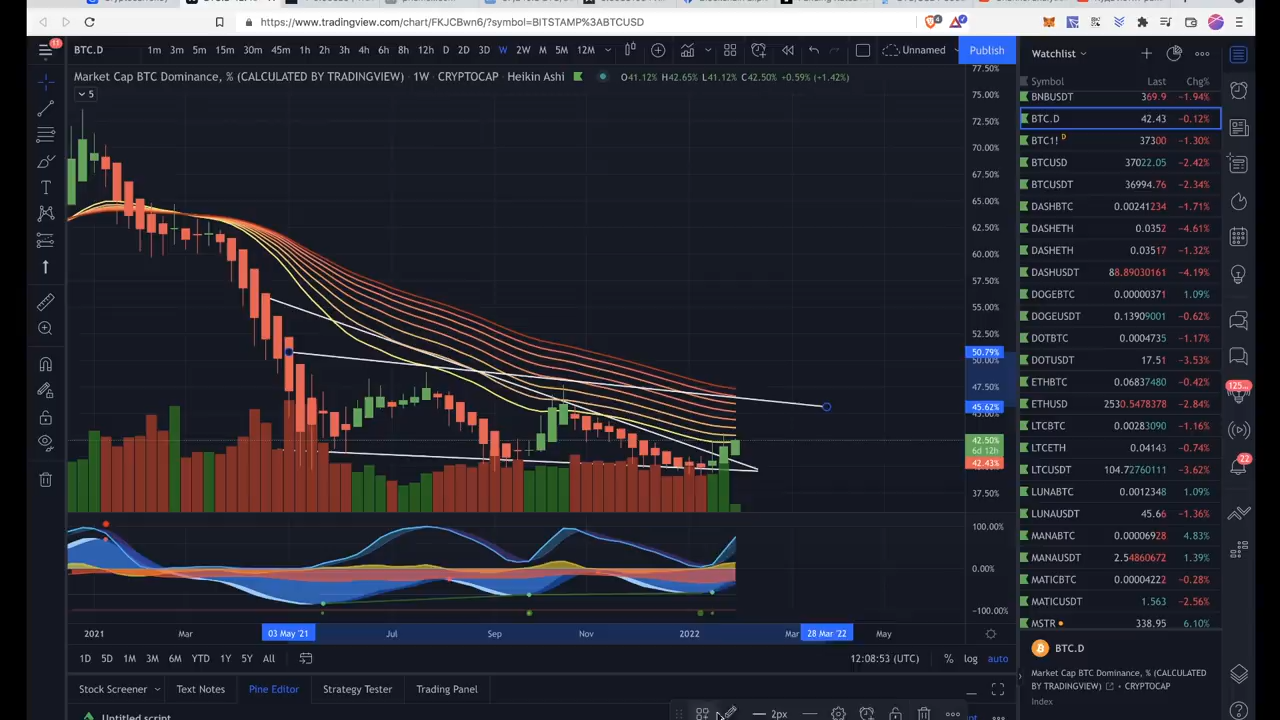 https://www.tradingview.com/chart/FKJCBwn6/?symbol=BITSTAMP%3ABTCUSD
11
BTC.D
1m 3m 5m 15m 30m 45m 1h 2h 3h 4h 6h 8h 12h D 2D 3D W 2W M 5M 12M
Unnamed
Publish
Watchlist
Market Cap BTC Dominance, % (CALCULATED BY TRADINGVIEW) · 1W · CRYPTOCAP · Heikin Ashi
O41.12% H42.65% L41.12% C42.50% +0.59% (+1.42%)
5
77.50%
75.00%
72.50%
70.00%
67.50%
65.00%
62.50%
60.00%
57.50%
55.00%
52.50%
50.79%
50.00%
47.50%
45.62%
42.50%
6d 12h
42.43%
37.50%
100.00%
0.00%
−100.00%
2021 Mar 03 May '21 Jul Sep Nov 2022 Mar 28 Mar '22 May
1D 5D 1M 3M 6M YTD 1Y 5Y All
12:08:53 (UTC)
% log auto
Stock Screener Text Notes Pine Editor Strategy Tester Trading Panel
Untitled script
2px
Symbol Last Chg%
BNBUSDT 369.9 −1.94%
BTC.D 42.43 −0.12%
BTC1! D 37300 −1.30%
BTCUSD 37022.05 −2.42%
BTCUSDT 36994.76 −2.34%
DASHBTC 0.00241234 −1.71%
DASHETH 0.0352 −4.61%
DASHETH 0.03517 −1.32%
DASHUSDT 88.89030161 −4.19%
DOGEBTC 0.0000371 1.09%
DOGEUSDT 0.13909001 −0.62%
DOTBTC 0.0004735 −1.17%
DOTUSDT 17.51 −3.53%
ETHBTC 0.06837480 −0.42%
ETHUSD 2530.5478378 −2.84%
LTCBTC 0.00283090 −1.16%
LTCETH 0.04143 −0.74%
LTCUSDT 104.72760111 −3.62%
LUNABTC 0.0012348 1.09%
LUNAUSDT 45.66 −1.36%
MANABTC 0.00006928 4.83%
MANAUSDT 2.54860672 1.39%
MATICBTC 0.00004222 −0.28%
MATICUSDT 1.563 −2.56%
MSTR 338.95 6.10%
BTC.D
Market Cap BTC Dominance, % (CALCULATED
BY TRADINGVIEW) · CRYPTOCAP
Index
22